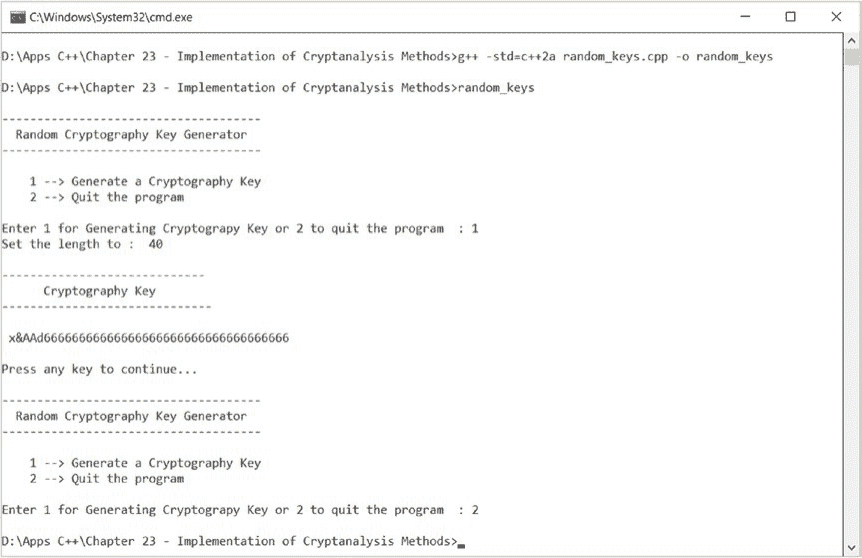 C:\Windows\System32\cmd.exe
D:\Apps C++\Chapter 23 - Implementation of Cryptanalysis Methods>g++ -std=c++2a random_keys.cpp -o random_keys
D:\Apps C++\Chapter 23 - Implementation of Cryptanalysis Methods>random_keys
-------------------------------------
Random Cryptography Key Generator
-------------------------------------
1 --> Generate a Cryptography Key
2 --> Quit the program
Enter 1 for Generating Cryptograpy Key or 2 to quit the program  : 1
Set the length to :  40
-----------------------------
Cryptography Key
------------------------------
x&AAd66666666666666666666666666666666666
Press any key to continue...
-------------------------------------
Random Cryptography Key Generator
-------------------------------------
1 --> Generate a Cryptography Key
2 --> Quit the program
Enter 1 for Generating Cryptograpy Key or 2 to quit the program  : 2
D:\Apps C++\Chapter 23 - Implementation of Cryptanalysis Methods>